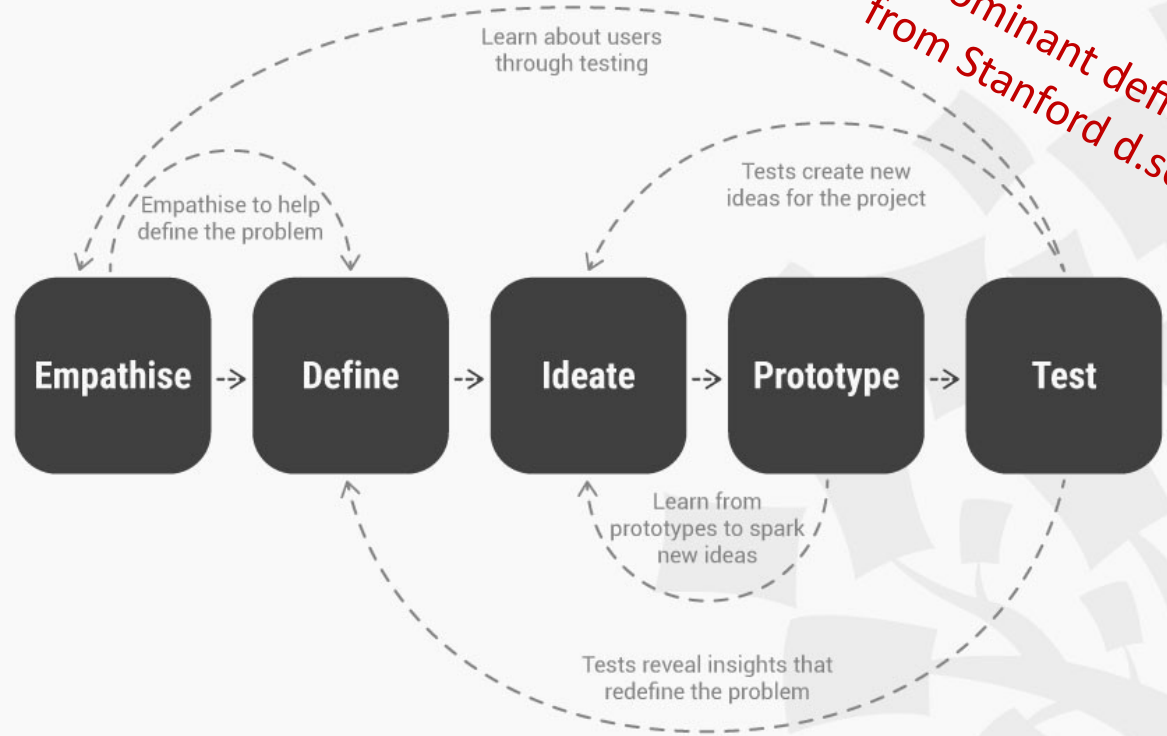 Learn about users
through testing
ominant
from Stanford
Tests create new
ideas for the project
Empathise to help
define the problem
Empathise
Define
Ideate
Prototype
Test
Learn from
prototypes to spark
new ideas
Tests reveal insights that
redefine the problem